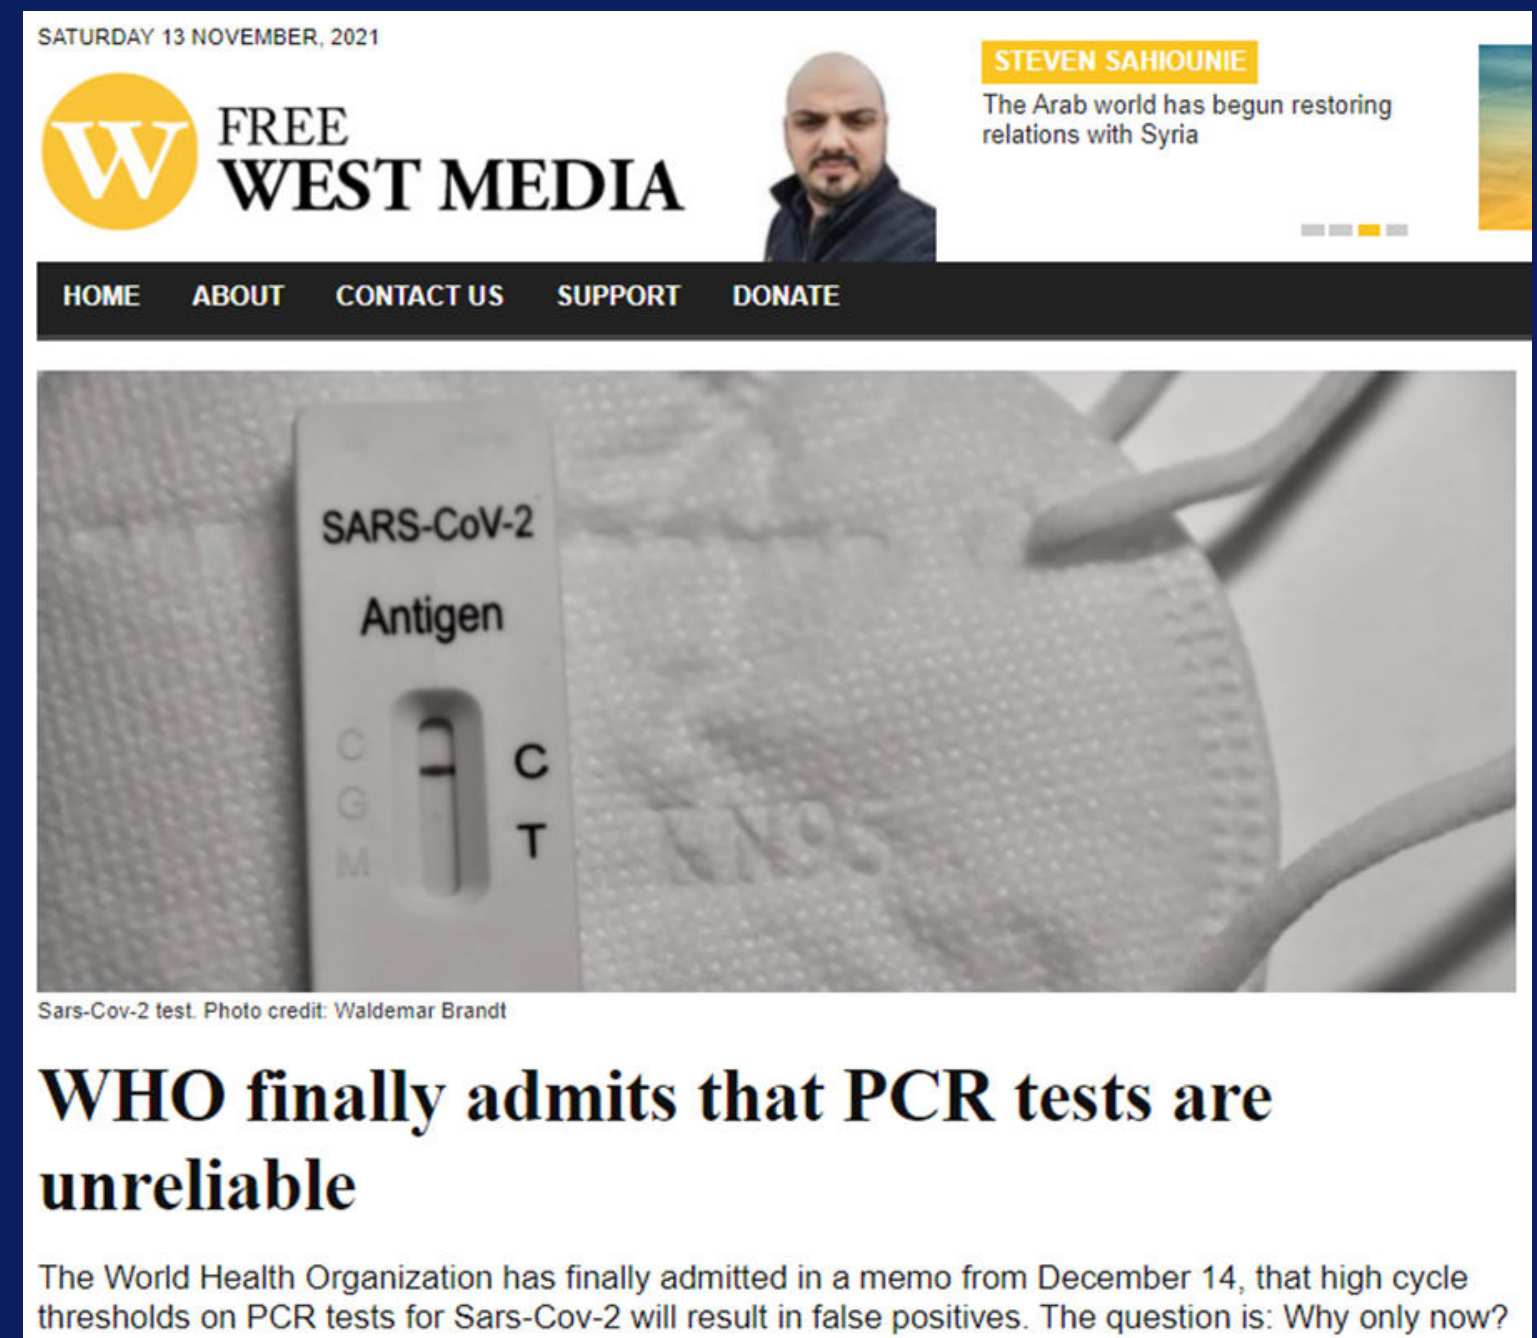 SATURDAY 13 NOVEMBER, 2021
W
FREE
WEST MEDIA
STEVEN SAHIOUNIE
The Arab world has begun restoring
relations with Syria
HOME ABOUT CONTACT US SUPPORT DONATE
SARS-CoV-2
Antigen
C
G
M
C
T
KN95
Sars-Cov-2 test. Photo credit: Waldemar Brandt
WHO finally admits that PCR tests are
unreliable
The World Health Organization has finally admitted in a memo from December 14, that high cycle
thresholds on PCR tests for Sars-Cov-2 will result in false positives. The question is: Why only now?